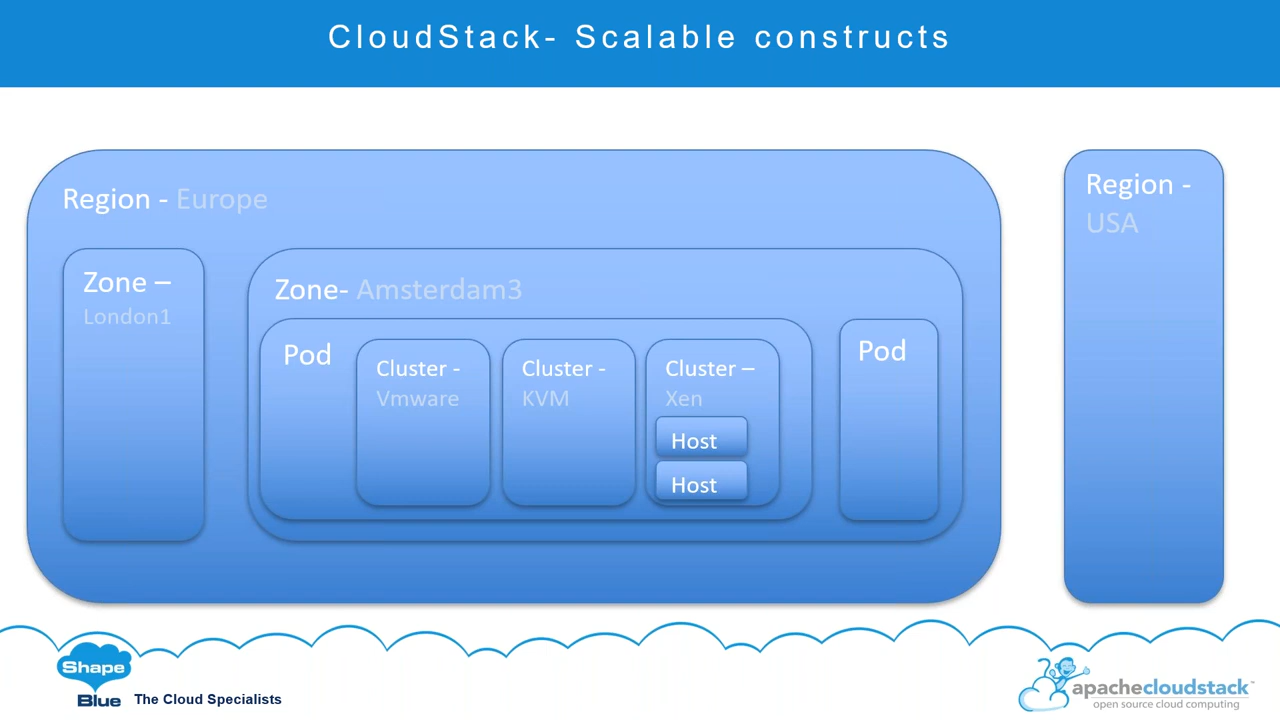 CloudStack- Scalable constructs
Region - Europe
Zone –
London1
Zone- Amsterdam3
Pod
Cluster -
Vmware
Cluster -
KVM
Cluster –
Xen
Host
Host
Pod
Region -
USA
Shape
Blue
The Cloud Specialists
apachecloudstack™
open source cloud computing